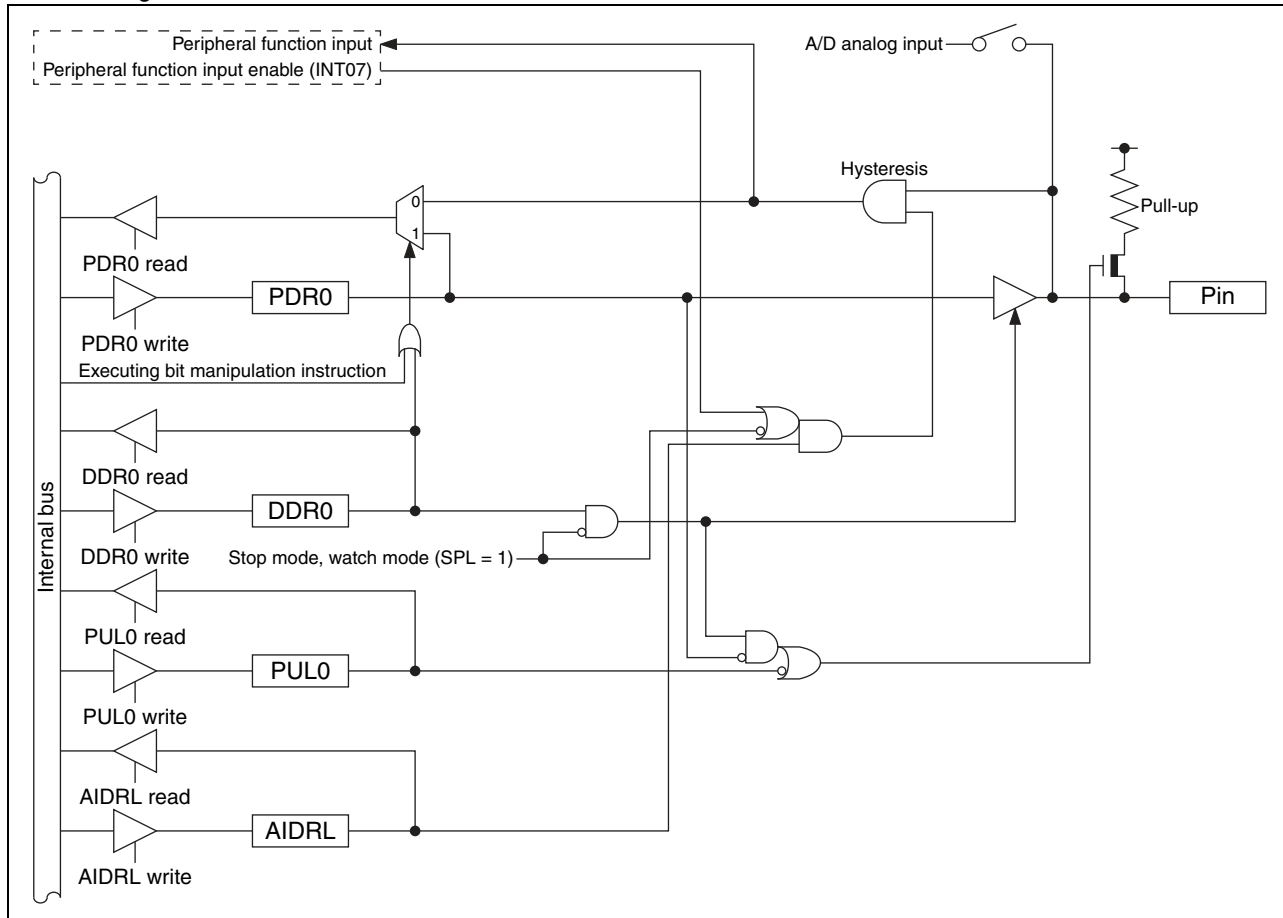 Peripheral function input
A/D analog input
Peripheral function input enable (INT07)
Hysteresis
0
Pull-up
1
PDR0 read
PDR0
Pin
PDR0 write
Executing bit manipulation instruction
DDR0 read
DDR0
DDR0 write
Stop mode, watch mode (SPL = 1)
Internal bus
PUL0 read
PUL0
PUL0 write
AIDRL read
AIDRL
AIDRL write